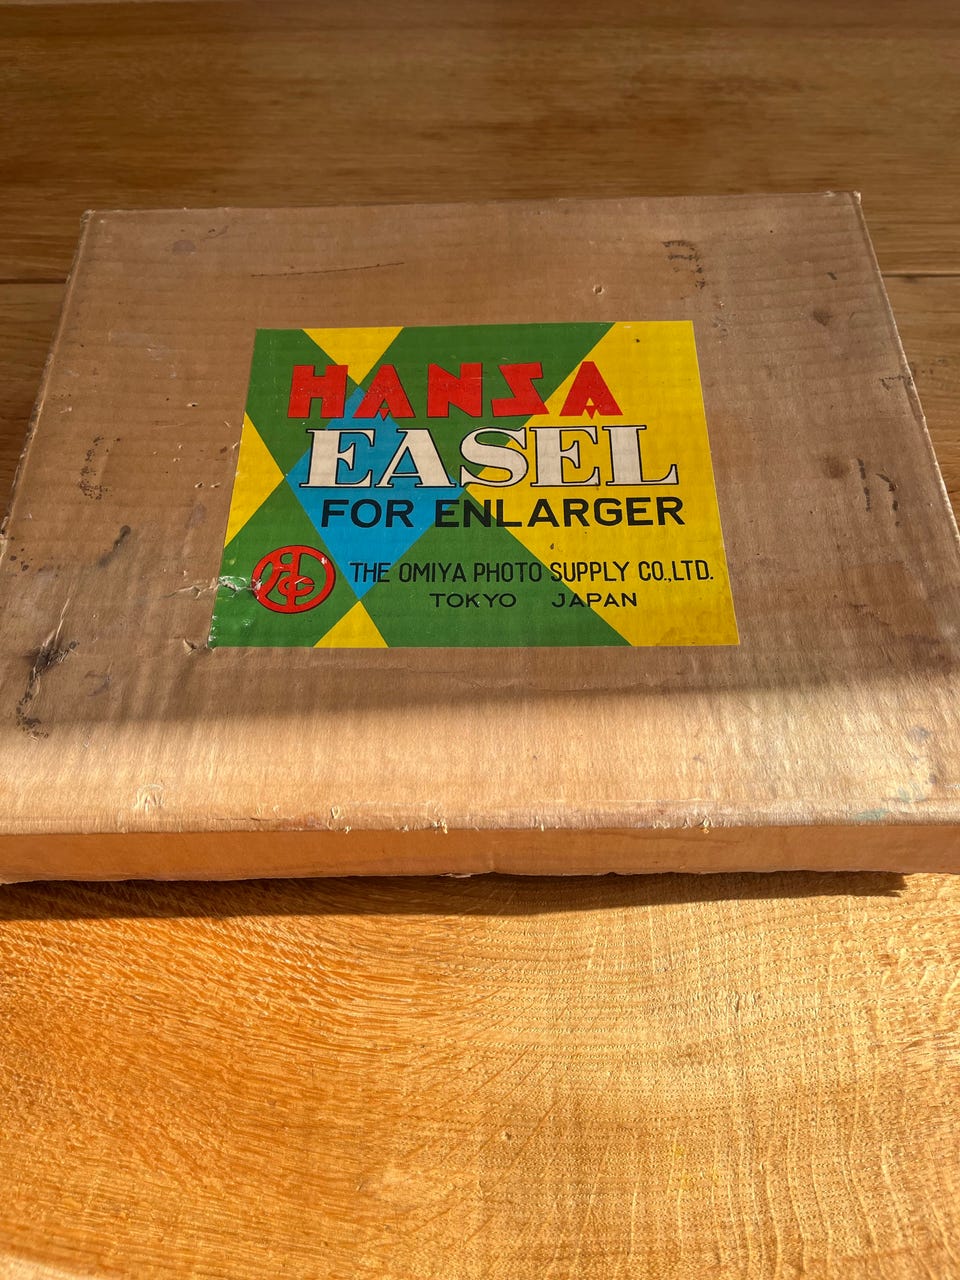 HANSA
EASEL
FOR ENLARGER
THE OMIYA PHOTO SUPPLY CO.,LTD.
TOKYO JAPAN